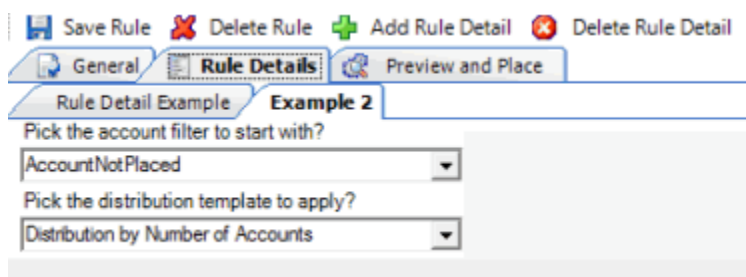 Save Rule Delete Rule Add Rule Detail Delete Rule Detail
General Rule Details Preview and Place
Rule Detail Example Example 2
Pick the account filter to start with?
AccountNotPlaced
Pick the distribution template to apply?
Distribution by Number of Accounts